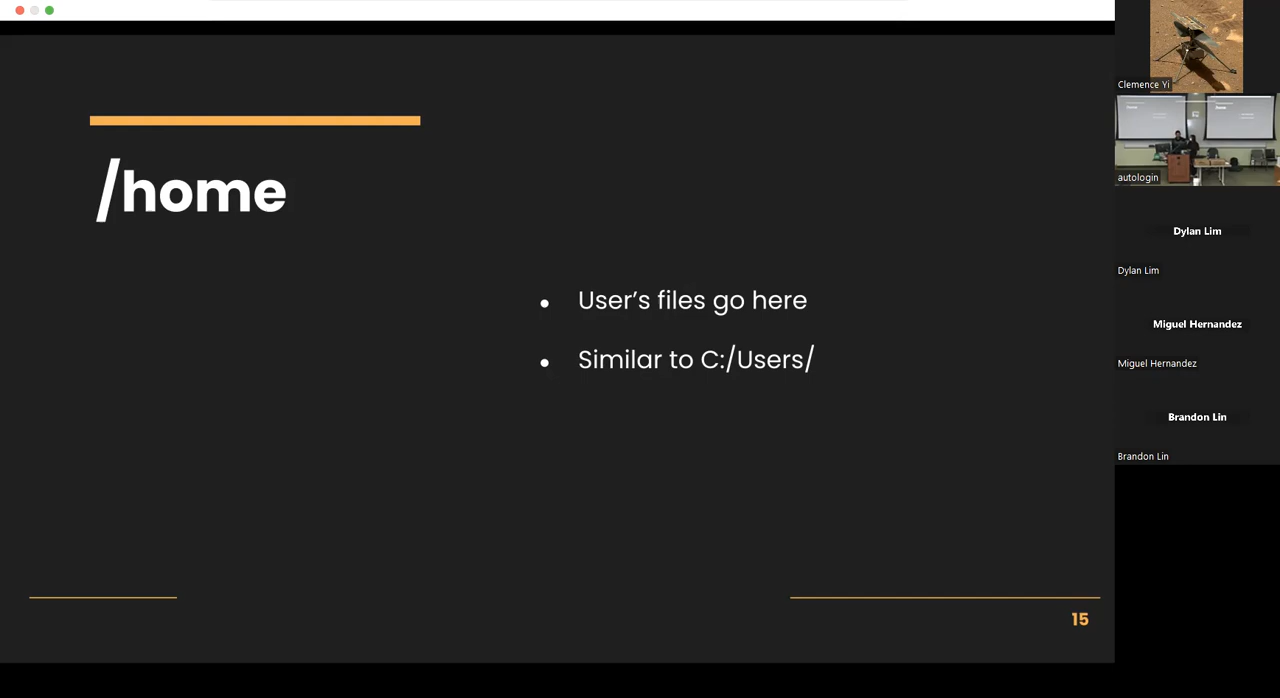 /home
• User’s files go here
• Similar to C:/Users/
15
Clemence Yi
autologin
Dylan Lim
Dylan Lim
Miguel Hernandez
Miguel Hernandez
Brandon Lin
Brandon Lin